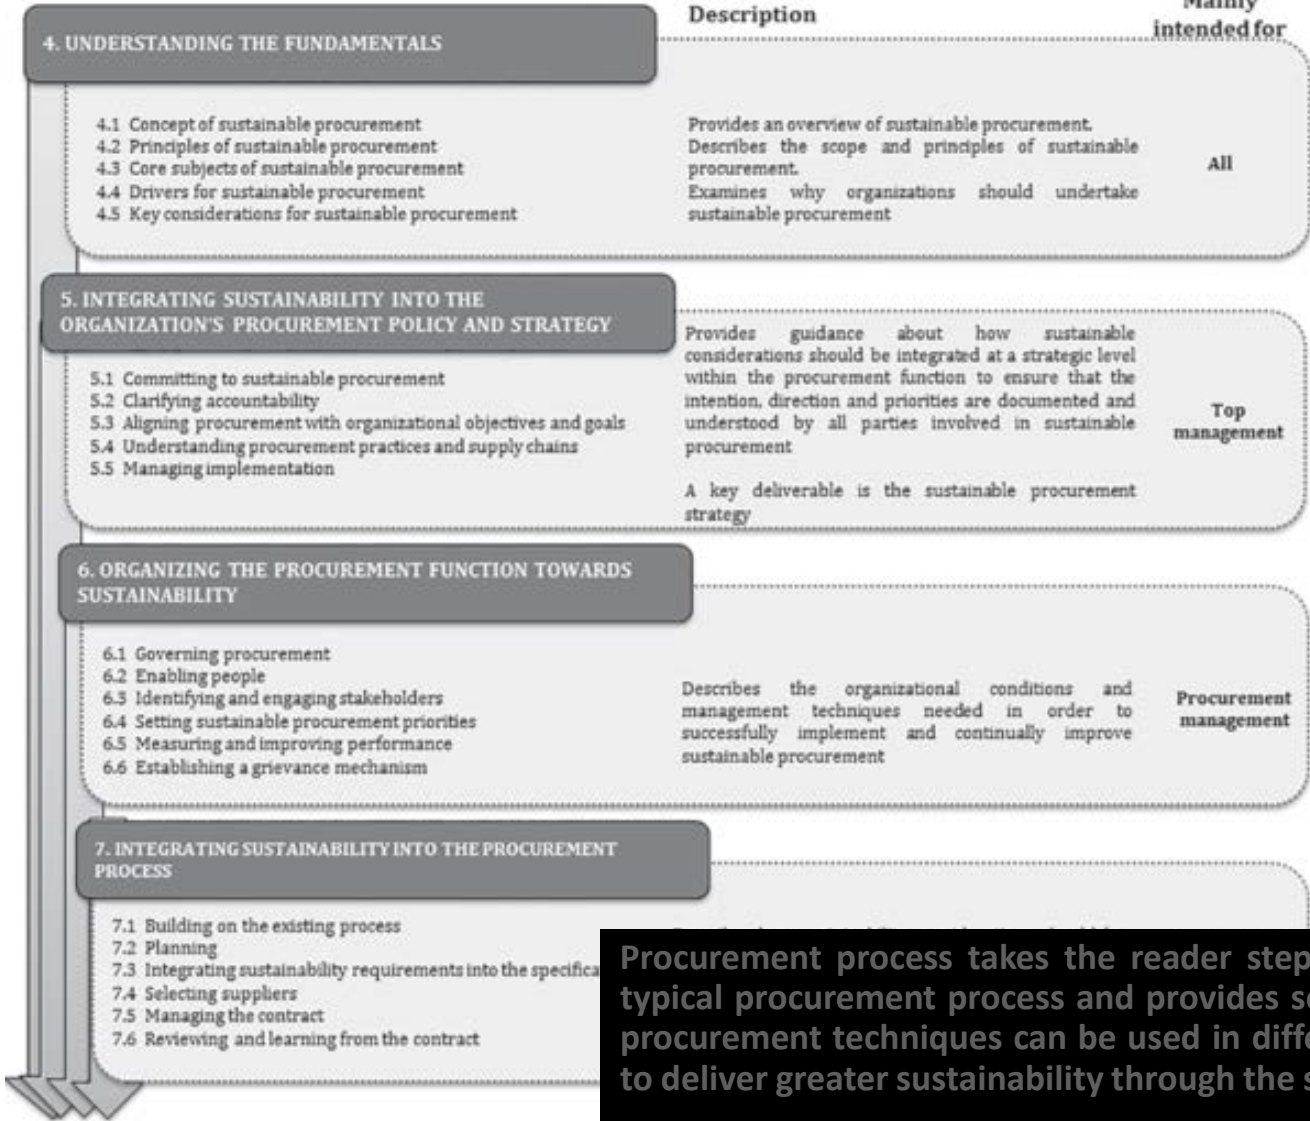 Description
Mainly
intended for
4. UNDERSTANDING THE FUNDAMENTALS
4.1 Concept of sustainable procurement
4.2 Principles of sustainable procurement
4.3 Core subjects of sustainable procurement
4.4 Drivers for sustainable procurement
4.5 Key considerations for sustainable procurement
Provides an overview of sustainable procurement.
Describes the scope and principles of sustainable
procurement.
Examines why organizations should undertake
sustainable procurement
All
5. INTEGRATING SUSTAINABILITY INTO THE
ORGANIZATION'S PROCUREMENT POLICY AND STRATEGY
5.1 Committing to sustainable procurement
5.2 Clarifying accountability
5.3 Aligning procurement with organizational objectives and goals
5.4 Understanding procurement practices and supply chains
5.5 Managing implementation
Provides guidance about how sustainable
considerations should be integrated at a strategic level
within the procurement function to ensure that the
intention, direction and priorities are documented and
understood by all parties involved in sustainable
procurement
A key deliverable is the sustainable procurement
strategy
Top
management
6. ORGANIZING THE PROCUREMENT FUNCTION TOWARDS
SUSTAINABILITY
6.1 Governing procurement
6.2 Enabling people
6.3 Identifying and engaging stakeholders
6.4 Setting sustainable procurement priorities
6.5 Measuring and improving performance
6.6 Establishing a grievance mechanism
Describes the organizational conditions and
management techniques needed in order to
successfully implement and continually improve
sustainable procurement
Procurement
management
7. INTEGRATING SUSTAINABILITY INTO THE PROCUREMENT
PROCESS
7.1 Building on the existing process
7.2 Planning
7.3 Integrating sustainability requirements into the specifica
7.4 Selecting suppliers
7.5 Managing the contract
7.6 Reviewing and learning from the contract
Procurement process takes the reader step
typical procurement process and provides s
procurement techniques can be used in diff
to deliver greater sustainability through the s